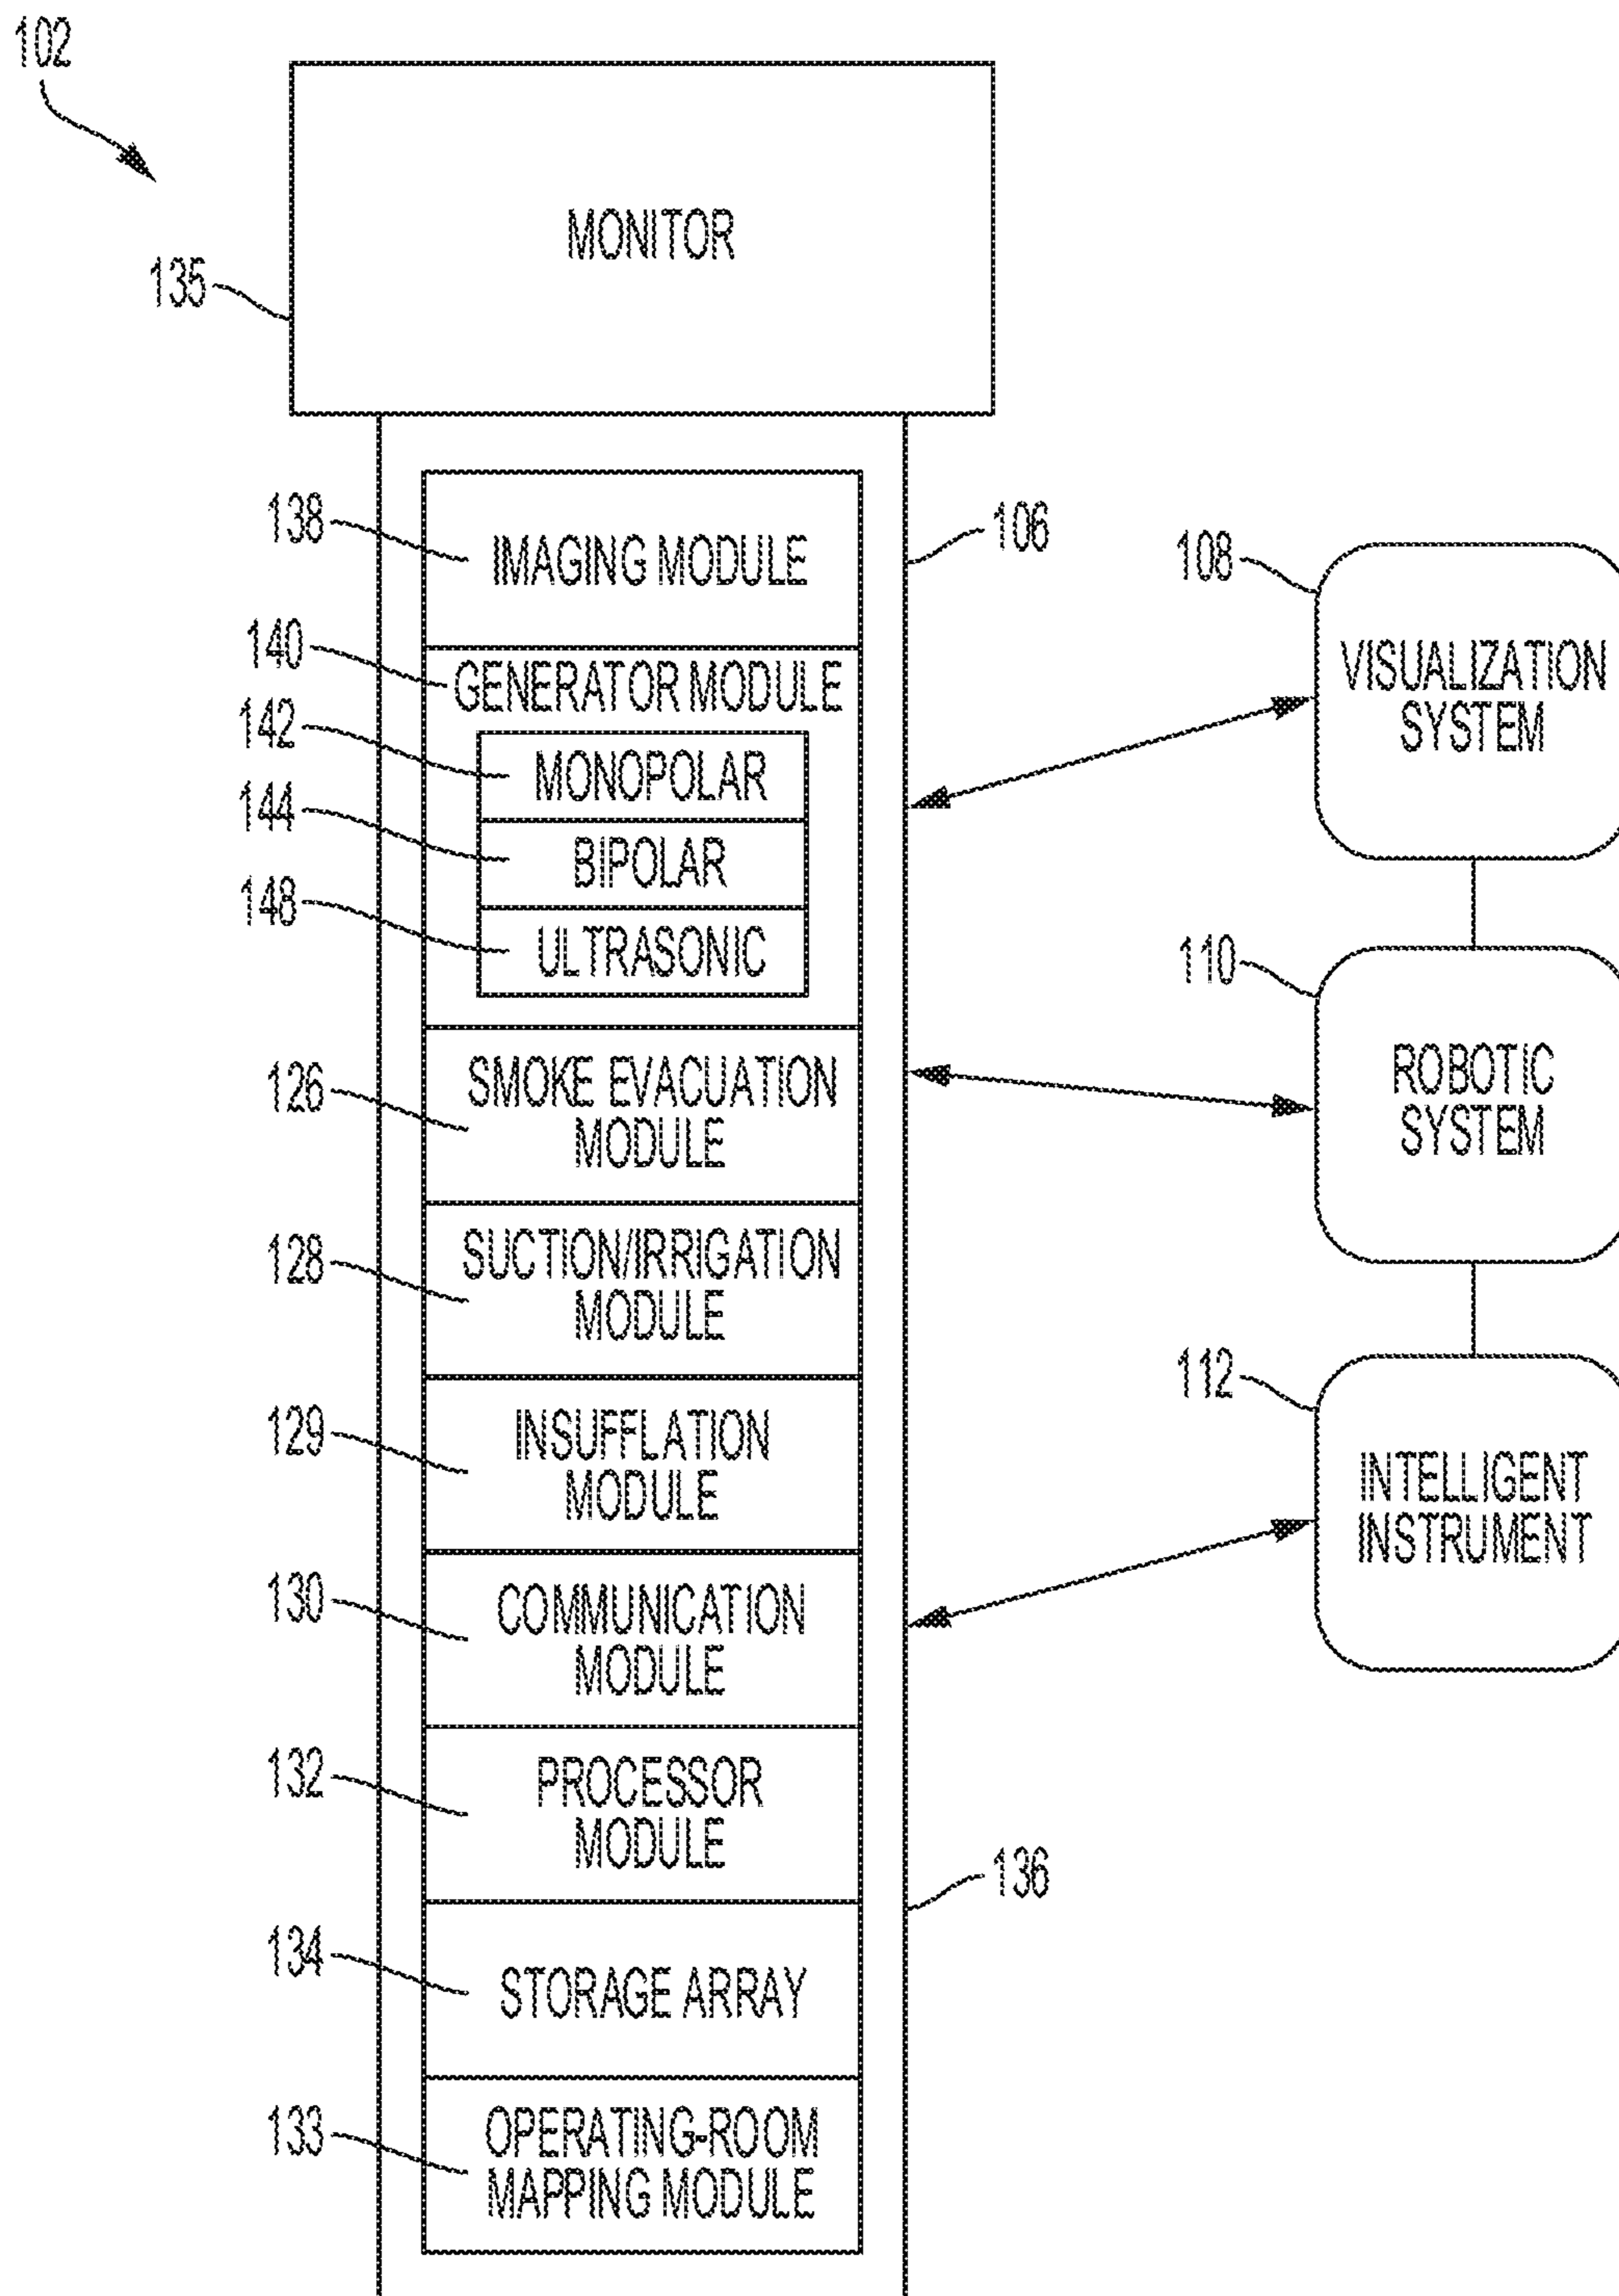 102
MONITOR
135
138
IMAGING MODULE
106
140
GENERATOR MODULE
142
MONOPOLAR
144
BIPOLAR
148
ULTRASONIC
126
SMOKE EVACUATION
MODULE
128
SUCTION/IRRIGATION
MODULE
129
INSUFFLATION
MODULE
130
COMMUNICATION
MODULE
132
PROCESSOR
MODULE
136
134
STORAGE ARRAY
133
OPERATING-ROOM
MAPPING MODULE
108
VISUALIZATION
SYSTEM
110
ROBOTIC
SYSTEM
112
INTELLIGENT
INSTRUMENT